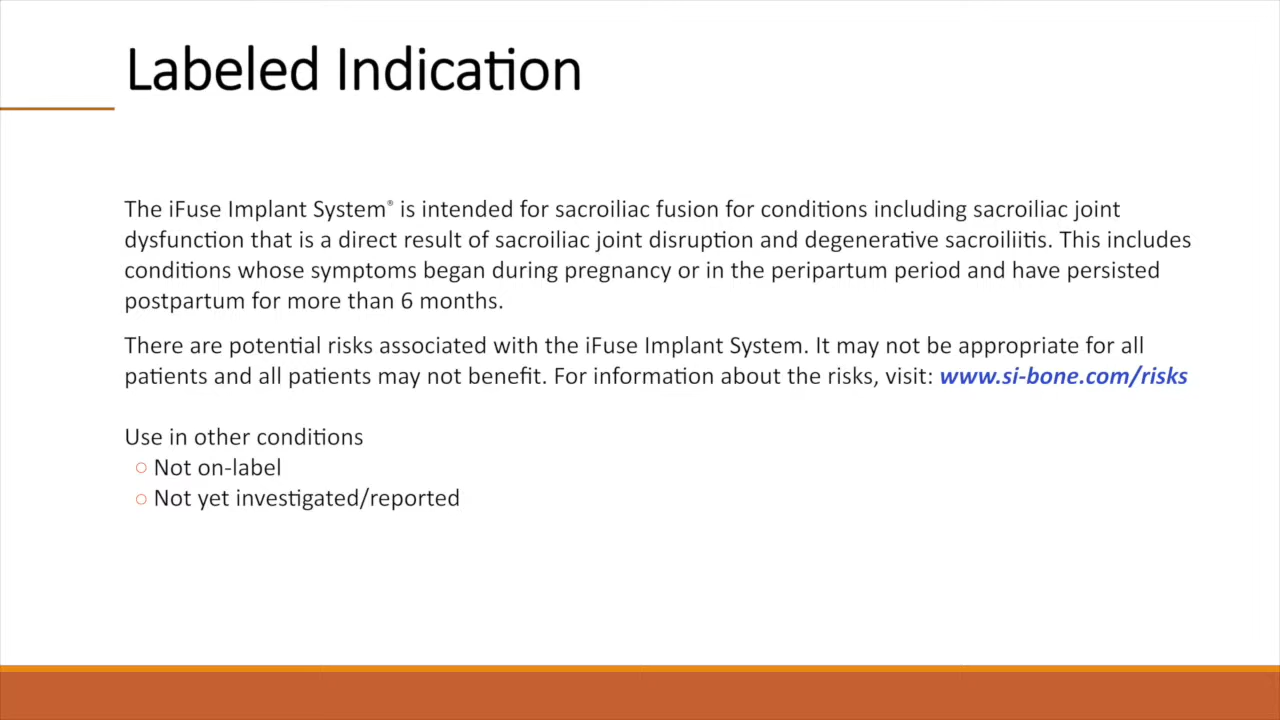 Labeled Indication
The iFuse Implant System® is intended for sacroiliac fusion for conditions including sacroiliac joint
dysfunction that is a direct result of sacroiliac joint disruption and degenerative sacroiliitis. This includes
conditions whose symptoms began during pregnancy or in the peripartum period and have persisted
postpartum for more than 6 months.
There are potential risks associated with the iFuse Implant System. It may not be appropriate for all
patients and all patients may not benefit. For information about the risks, visit: www.si-bone.com/risks
Use in other conditions
○ Not on-label
○ Not yet investigated/reported